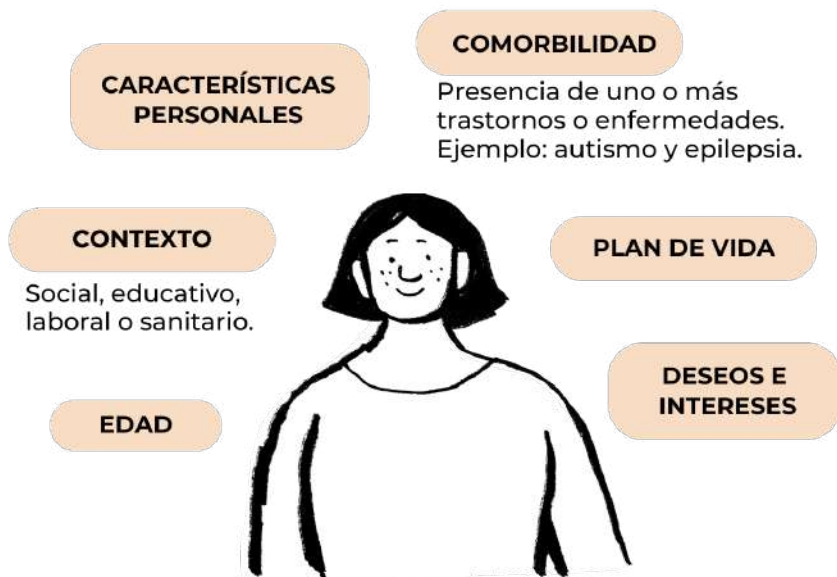 CARACTERÍSTICAS
PERSONALES
COMORBILIDAD
Presencia de uno o más
trastornos o enfermedades.
Ejemplo: autismo y epilepsia.
CONTEXTO
Social, educativo,
laboral o sanitario.
PLAN DE VIDA
EDAD
DESEOS E
INTERESES